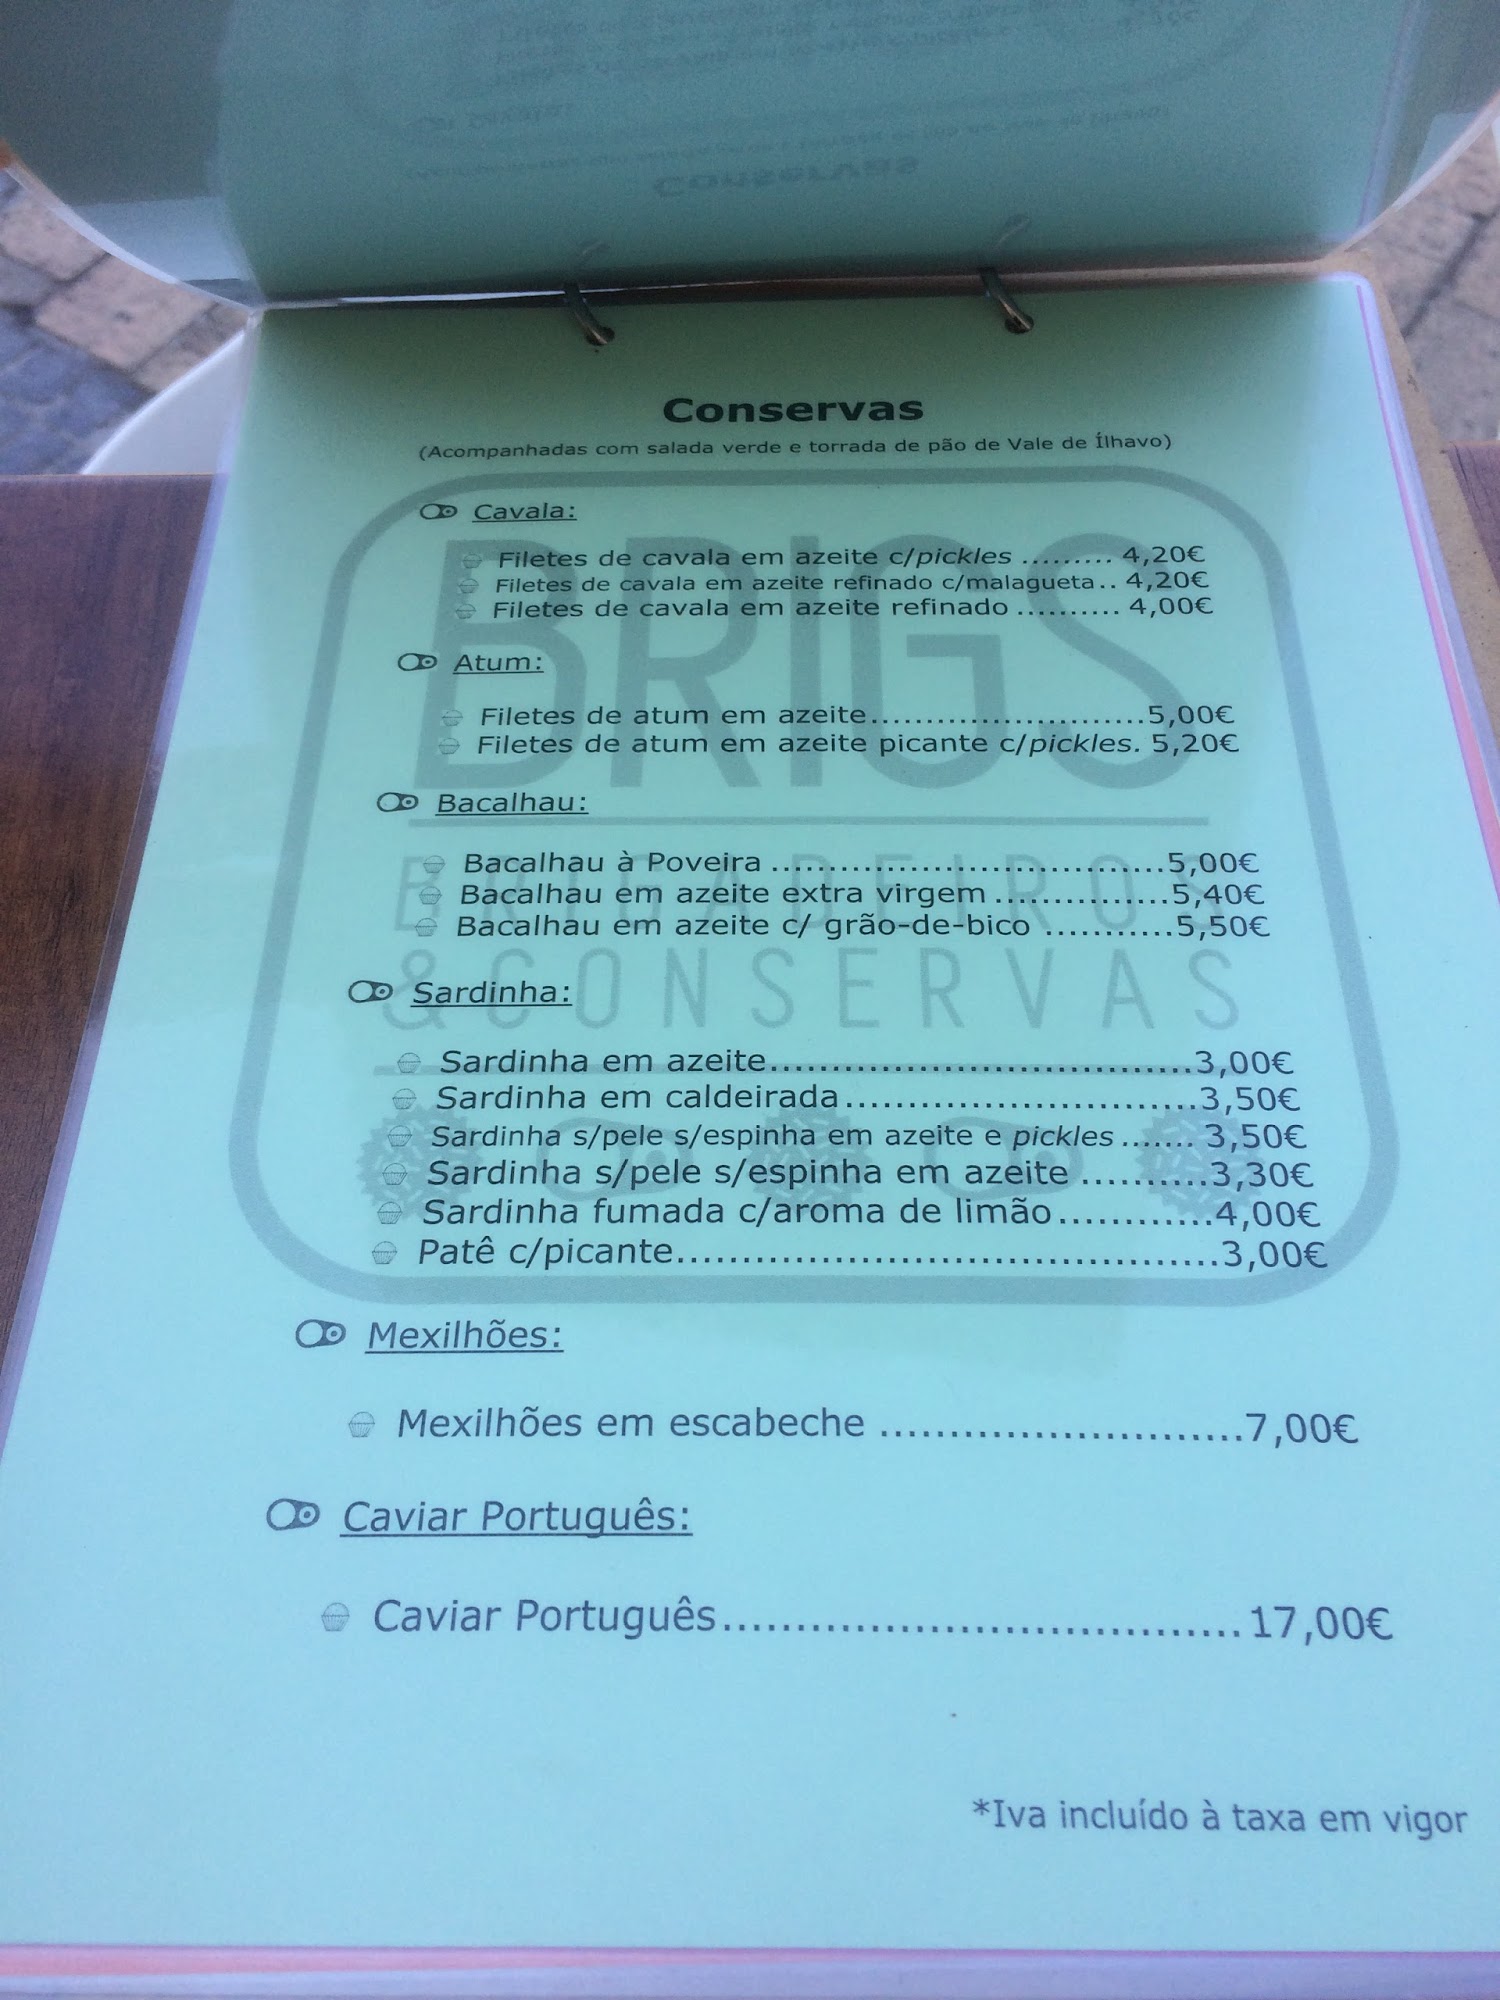 Conservas
Conservas
(Acompanhadas com salada verde e torrada de pão de Vale de Ílhavo)
Cavala:
Filetes de cavala em azeite c/pickles ......... 4,20€
Filetes de cavala em azeite refinado c/malagueta.. 4,20€
Filetes de cavala em azeite refinado .......... 4,00€
Atum:
Filetes de atum em azeite.........................5,00€
Filetes de atum em azeite picante c/pickles. 5,20€
Bacalhau:
Bacalhau à Poveira ....................................5,00€
Bacalhau em azeite extra virgem ................5,40€
Bacalhau em azeite c/ grão-de-bico ............5,50€
Sardinha:
Sardinha em azeite....................................3,00€
Sardinha em caldeirada..............................3,50€
Sardinha s/pele s/espinha em azeite e pickles ....... 3,50€
Sardinha s/pele s/espinha em azeite ..........3,30€
Sardinha fumada c/aroma de limão.............4,00€
Patê c/picante..........................................3,00€
Mexilhões:
Mexilhões em escabeche ..........................7,00€
Caviar Português:
Caviar Português................................... 17,00€
*Iva incluído à taxa em vigor
BRIGS
BRIGADEIROS
&CONSERVAS